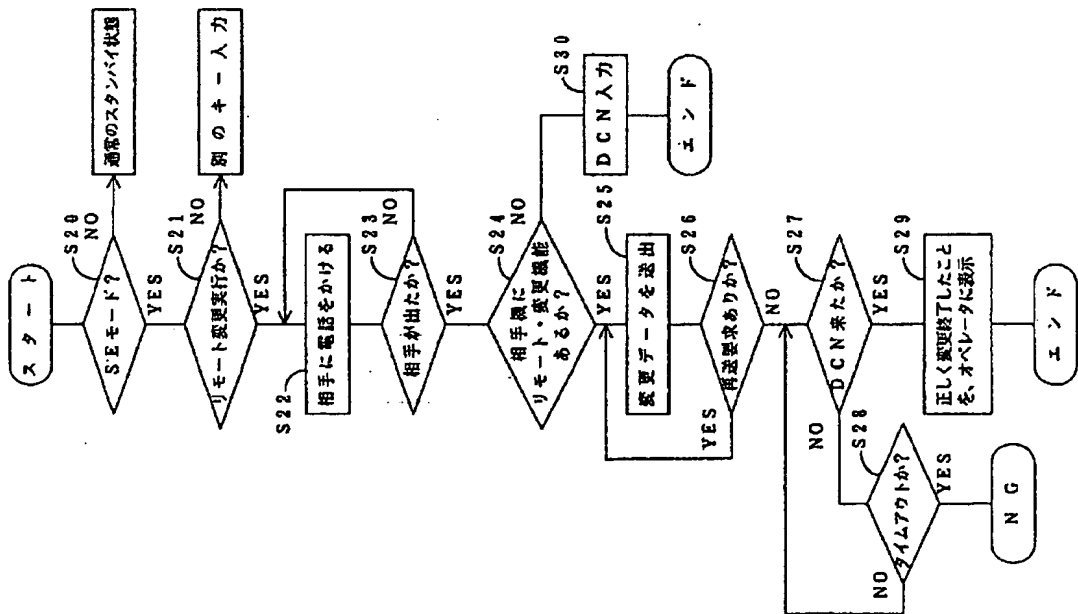 スタート
S20
SEモード?
NO
通常のスタンバイ状態
YES
S21
リモート変更実行か?
NO
別のキー入力
YES
S22
相手に電話をかける
S23
相手が出たか?
NO
YES
S24
相手機に
リモート・変更機能
あるか?
NO
S30
DCN入力
エンド
YES
S25
変更データを送出
S26
再送要求ありか?
YES
NO
S27
DCN来たか?
NO
YES
S28
タイムアウトか?
NO
YES
NG
S29
正しく変更終了したこと
を、オペレータに表示
エンド